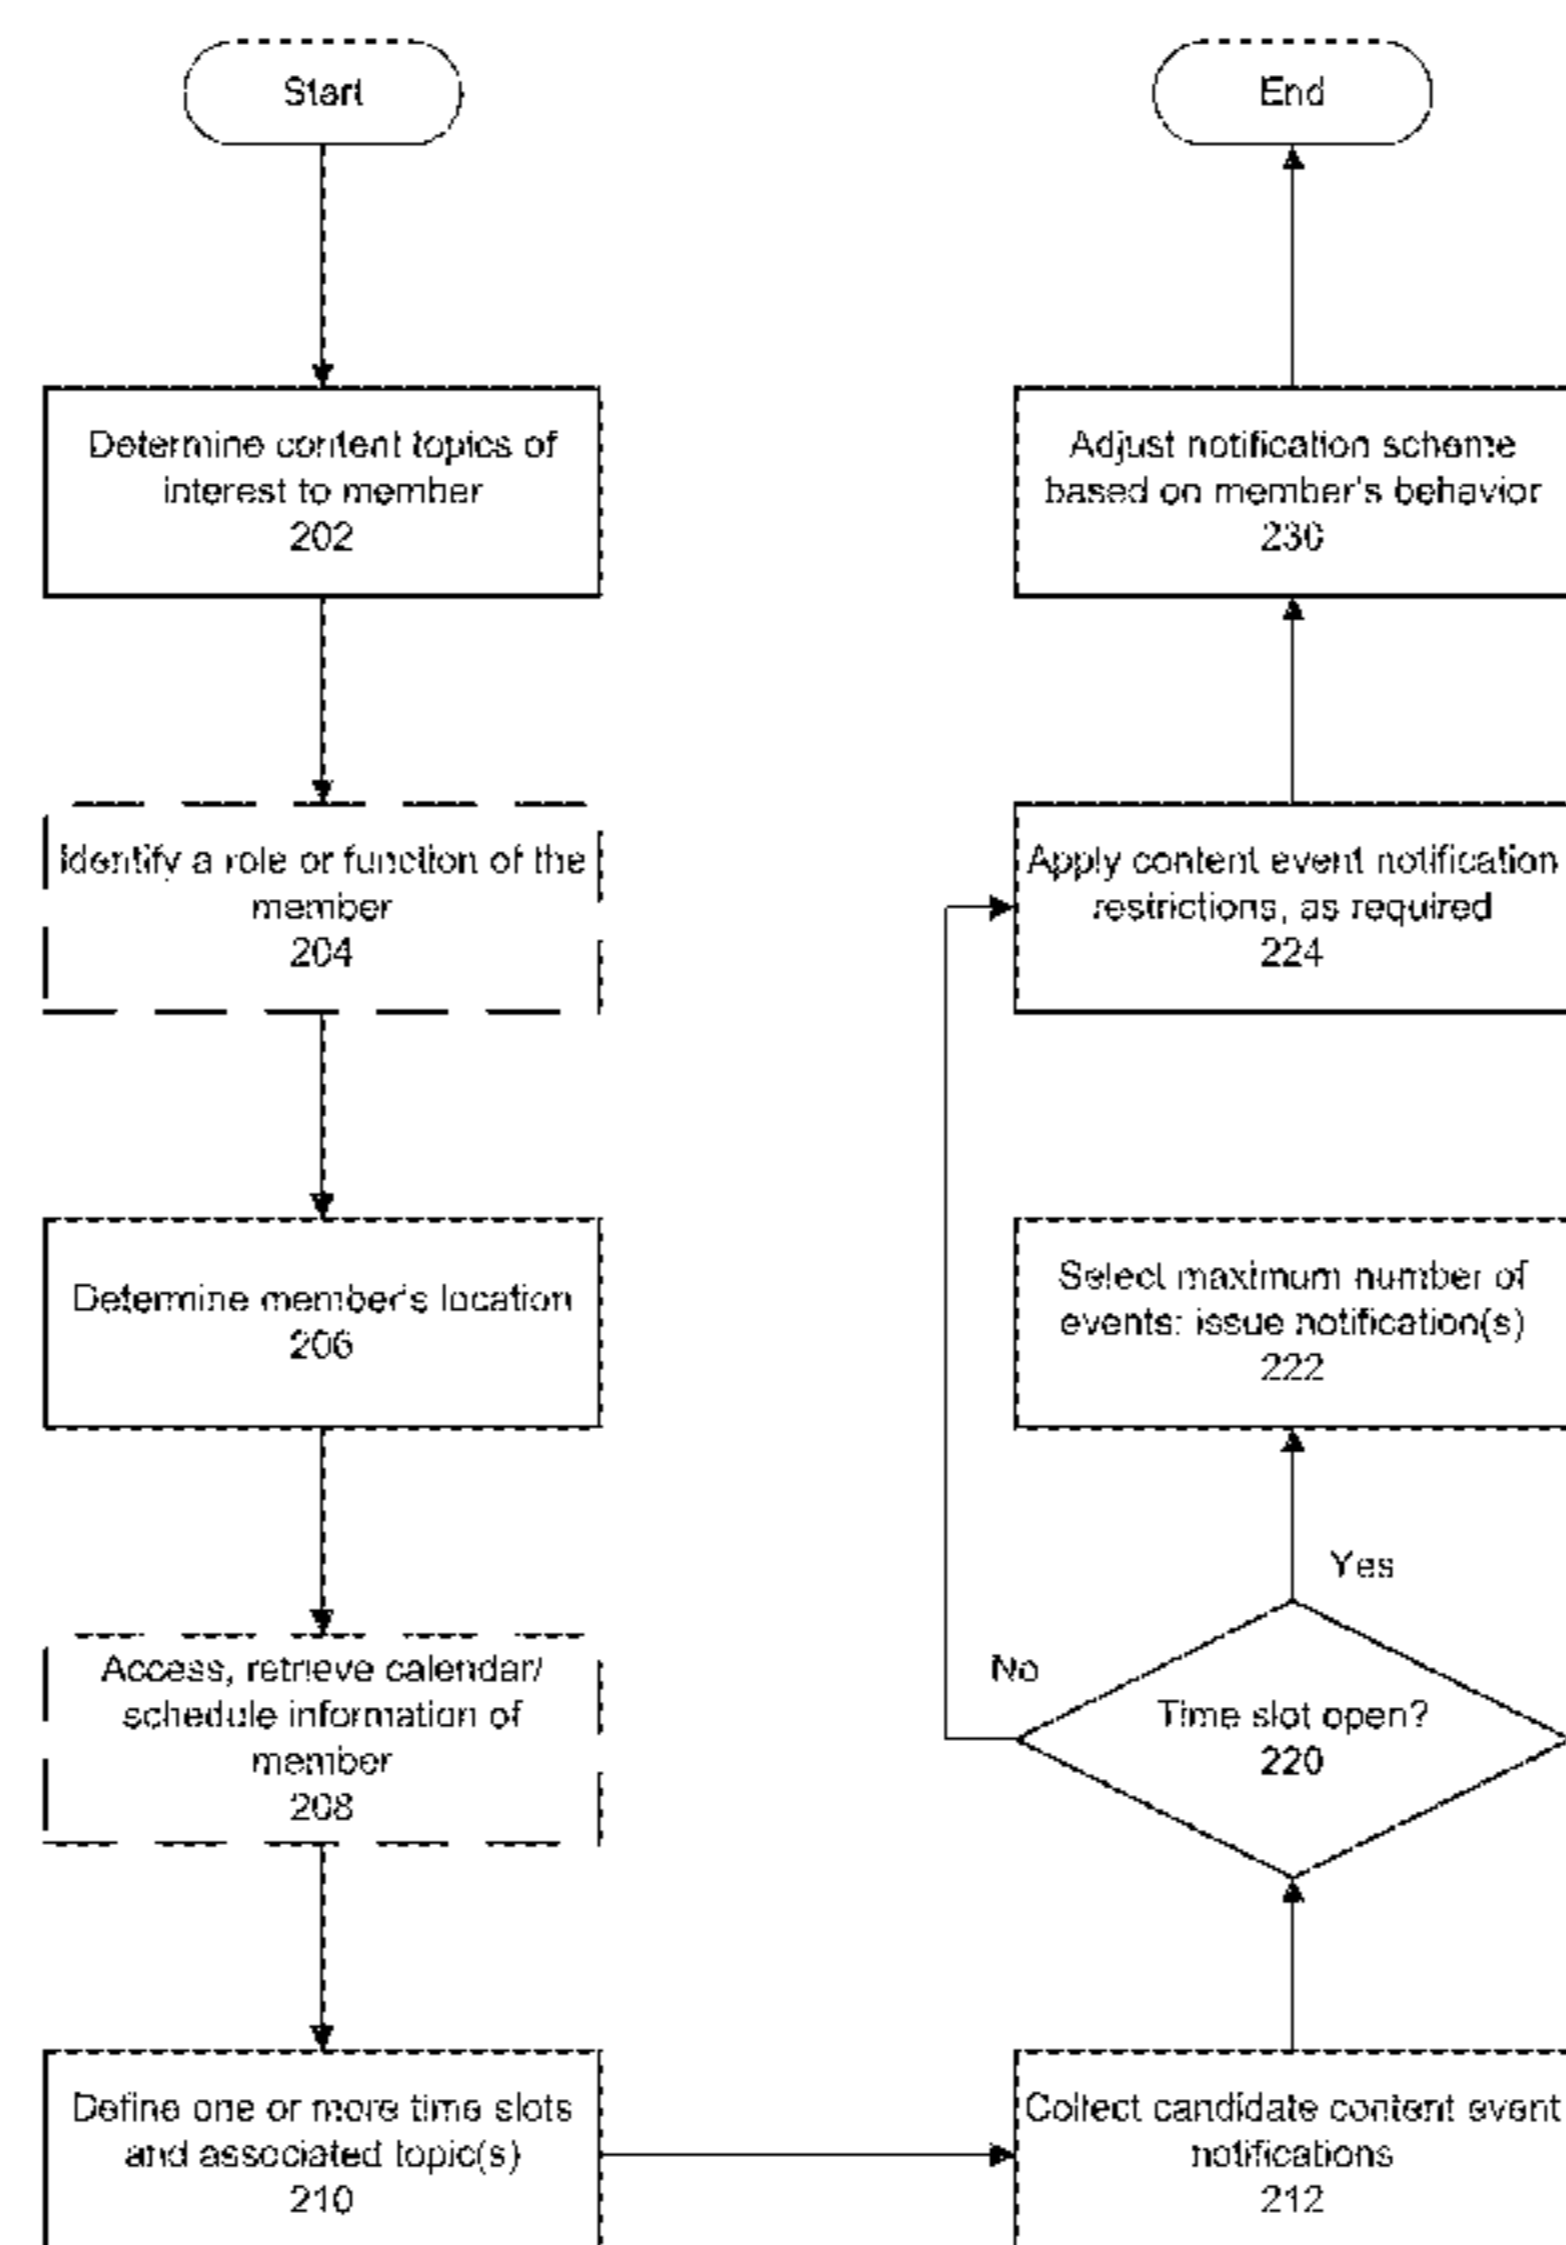 Start
Determine content topics of
interest to member
202
Identify a role or function of the
member
204
Determine member's location
206
Access, retrieve calendar/
schedule information of
member
208
Define one or more time slots
and associated topic(s)
210
End
Adjust notification scheme
based on member's behavior
230
Apply content event notification
restrictions, as required
224
Select maximum number of
events: issue notification(s)
222
Yes
No
Time slot open?
220
Collect candidate content event
notifications
212